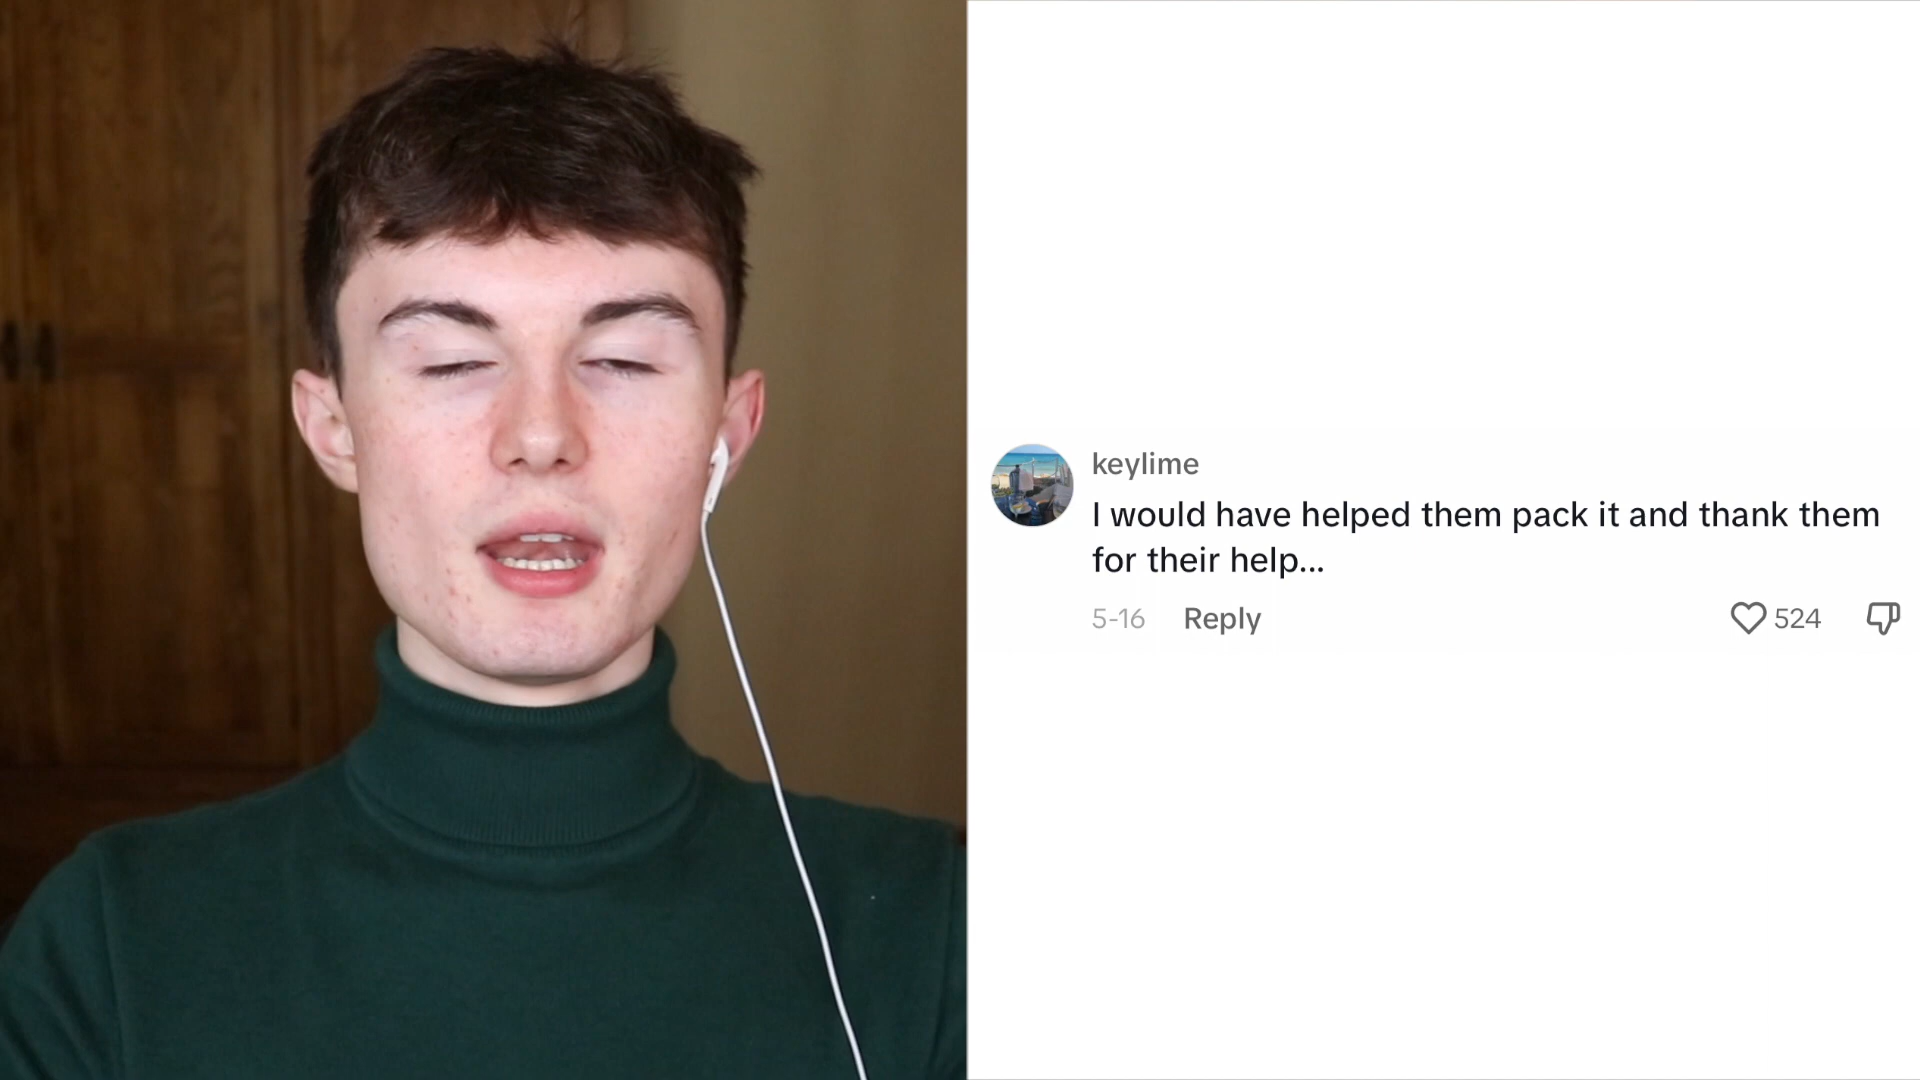 keylime
I would have helped them pack it and thank them
for their help...
5-16 Reply 524